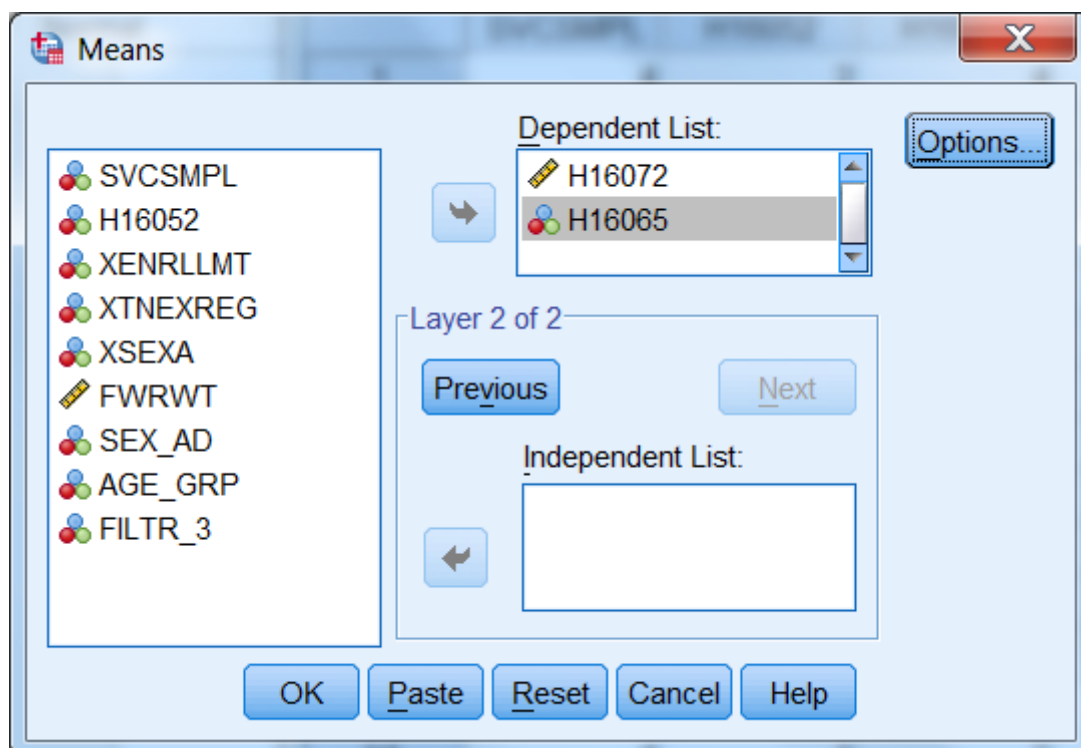 Means
Dependent List:
Options...
SVCSMPL
H16052
XENRLLMT
XTNEXREG
XSEXA
FWRWT
SEX_AD
AGE_GRP
FILTR_3
H16072
H16065
Layer 2 of 2
Previous
Next
Independent List:
OK
Paste
Reset
Cancel
Help